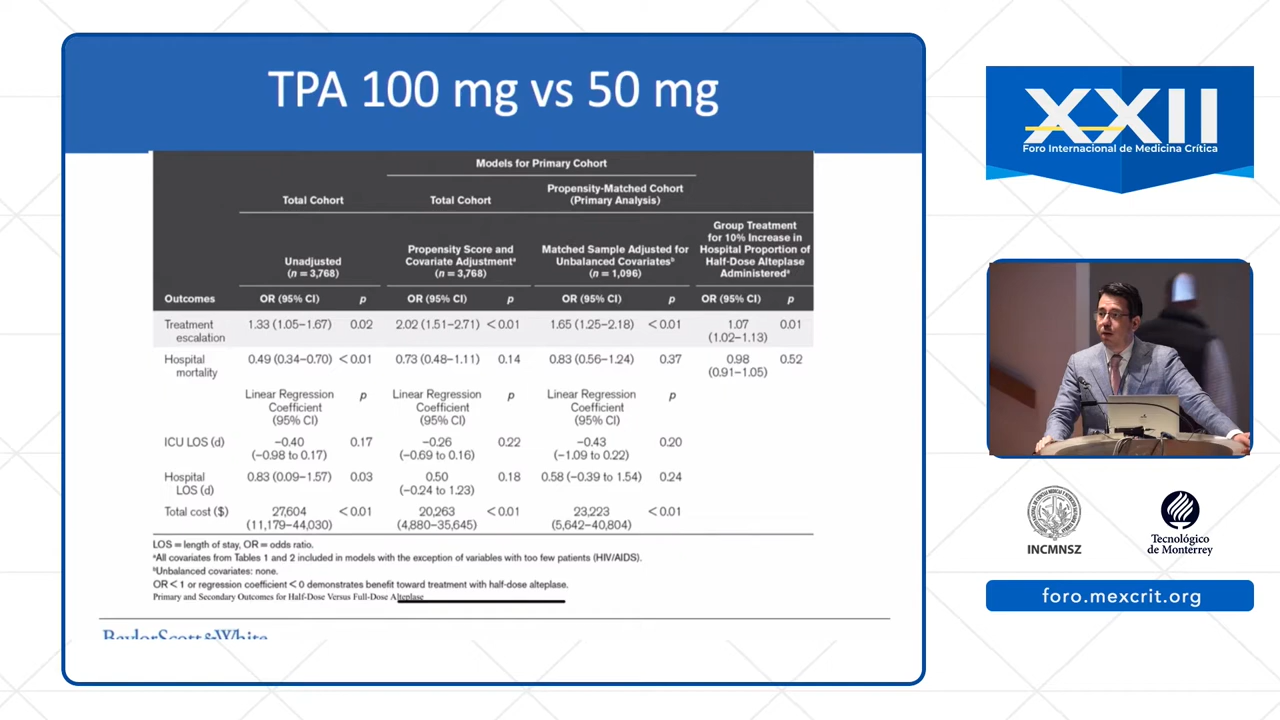 TPA 100 mg vs 50 mg
Models for Primary Cohort
Total Cohort
Total Cohort
Propensity-Matched Cohort
(Primary Analysis)
Unadjusted
(n = 3,768)
Propensity Score and
Covariate Adjustmentᵃ
(n = 3,768)
Matched Sample Adjusted for
Unbalanced Covariatesᵇ
(n = 1,096)
Group Treatment
for 10% Increase in
Hospital Proportion of
Half-Dose Alteplase
Administeredᵃ
Outcomes OR (95% CI) p OR (95% CI) p OR (95% CI) p OR (95% CI) p
Treatment 1.33 (1.05–1.67) 0.02 2.02 (1.51–2.71) < 0.01 1.65 (1.25–2.18) < 0.01 1.07 0.01
escalation (1.02–1.13)
Hospital 0.49 (0.34–0.70) < 0.01 0.73 (0.48–1.11) 0.14 0.83 (0.56–1.24) 0.37 0.98 0.52
mortality (0.91–1.05)
Linear Regression p Linear Regression p Linear Regression p
Coefficient Coefficient Coefficient
(95% CI) (95% CI) (95% CI)
ICU LOS (d) –0.40 0.17 –0.26 0.22 –0.43 0.20
(–0.98 to 0.17) (–0.69 to 0.16) (–1.09 to 0.22)
Hospital 0.83 (0.09–1.57) 0.03 0.50 0.18 0.58 (–0.39 to 1.54) 0.24
LOS (d) (–0.24 to 1.23)
Total cost ($) 27,604 < 0.01 20,263 < 0.01 23,223 < 0.01
(11,179–44,030) (4,880–35,645) (5,642–40,804)
LOS = length of stay, OR = odds ratio.
ᵃAll covariates from Tables 1 and 2 included in models with the exception of variables with too few patients (HIV/AIDS).
ᵇUnbalanced covariates: none.
OR < 1 or regression coefficient < 0 demonstrates benefit toward treatment with half-dose alteplase.
Primary and Secondary Outcomes for Half-Dose Versus Full-Dose Alteplase
BaylorScott&White
XXII
Foro Internacional de Medicina Crítica
INCMNSZ
Tecnológico
de Monterrey
foro.mexcrit.org